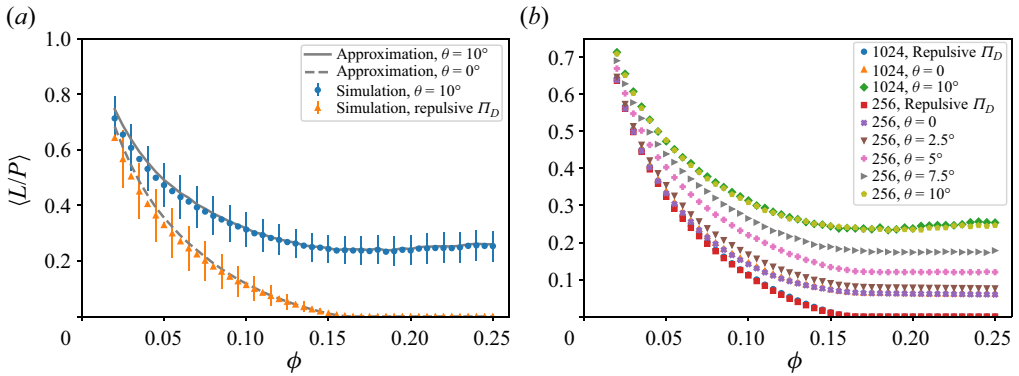 (a)
(b)
⟨L/P⟩
1.0
0.8
0.6
0.4
0.2
0
0.05
0.10
0.15
0.20
0.25
ϕ
Approximation, θ = 10°
Approximation, θ = 0°
Simulation, θ = 10°
Simulation, repulsive Π_D
0.7
0.6
0.5
0.4
0.3
0.2
0.1
0
0.05
0.10
0.15
0.20
0.25
ϕ
1024, Repulsive Π_D
1024, θ = 0
1024, θ = 10°
256, Repulsive Π_D
256, θ = 0
256, θ = 2.5°
256, θ = 5°
256, θ = 7.5°
256, θ = 10°